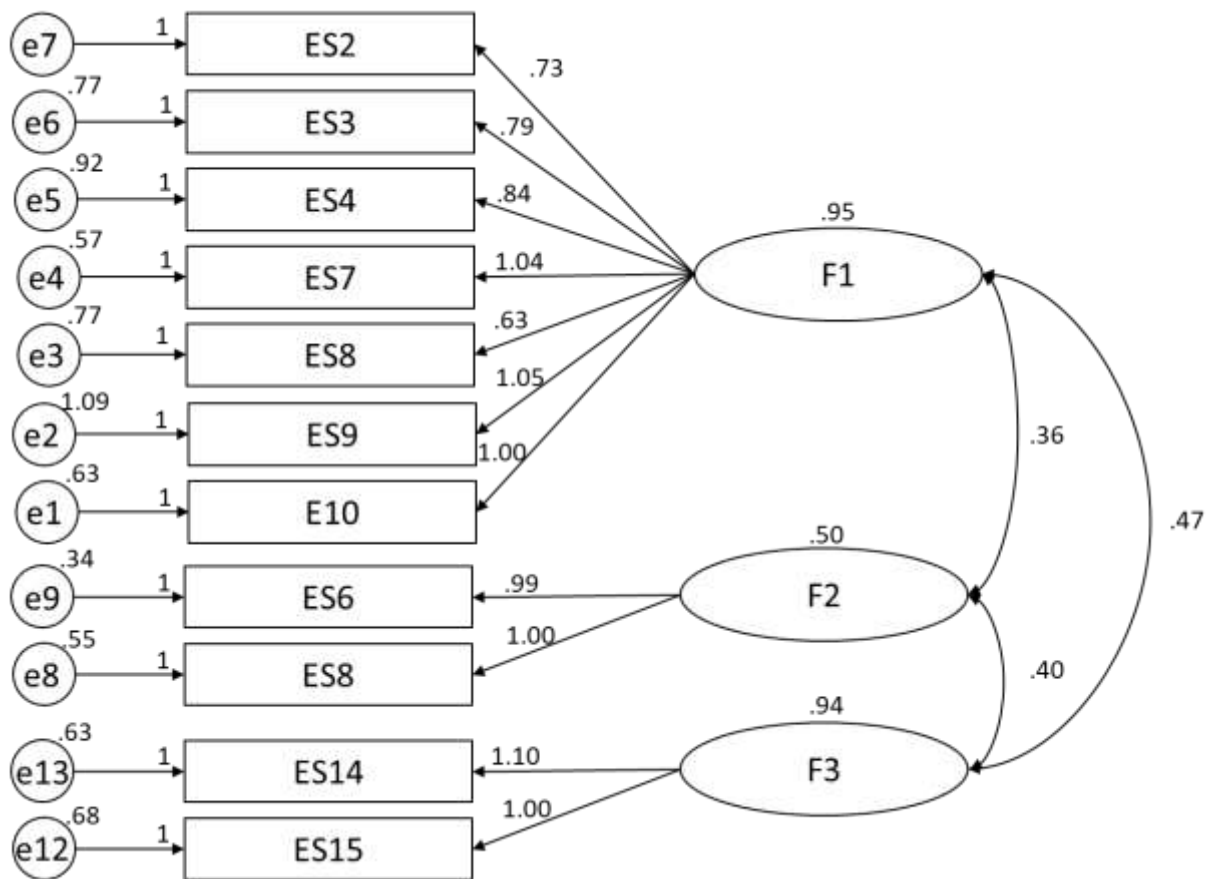 e7 1 ES2 .73
.77
e6 1 ES3 .79
.92
e5 1 ES4 .84
.57
e4 1 ES7 1.04
.77
e3 1 ES8 .63
1.09
e2 1 ES9 1.05
.63
e1 1 E10 1.00
.34
e9 1 ES6 .99
.55
e8 1 ES8 1.00
.63
e13 1 ES14 1.10
.68
e12 1 ES15 1.00
.95
F1
.36
.47
.50
F2
.40
.94
F3